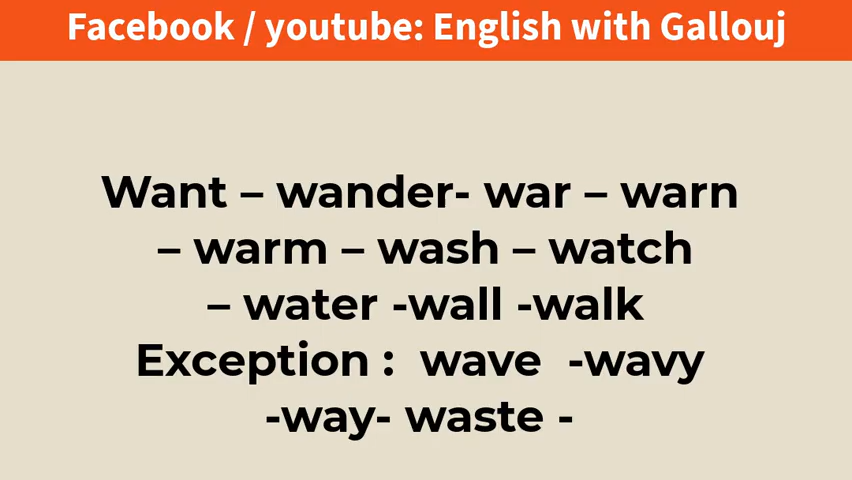 Facebook / youtube: English with Gallouj
Want – wander- war – warn
– warm – wash – watch
– water -wall -walk
Exception :  wave  -wavy
-way- waste -